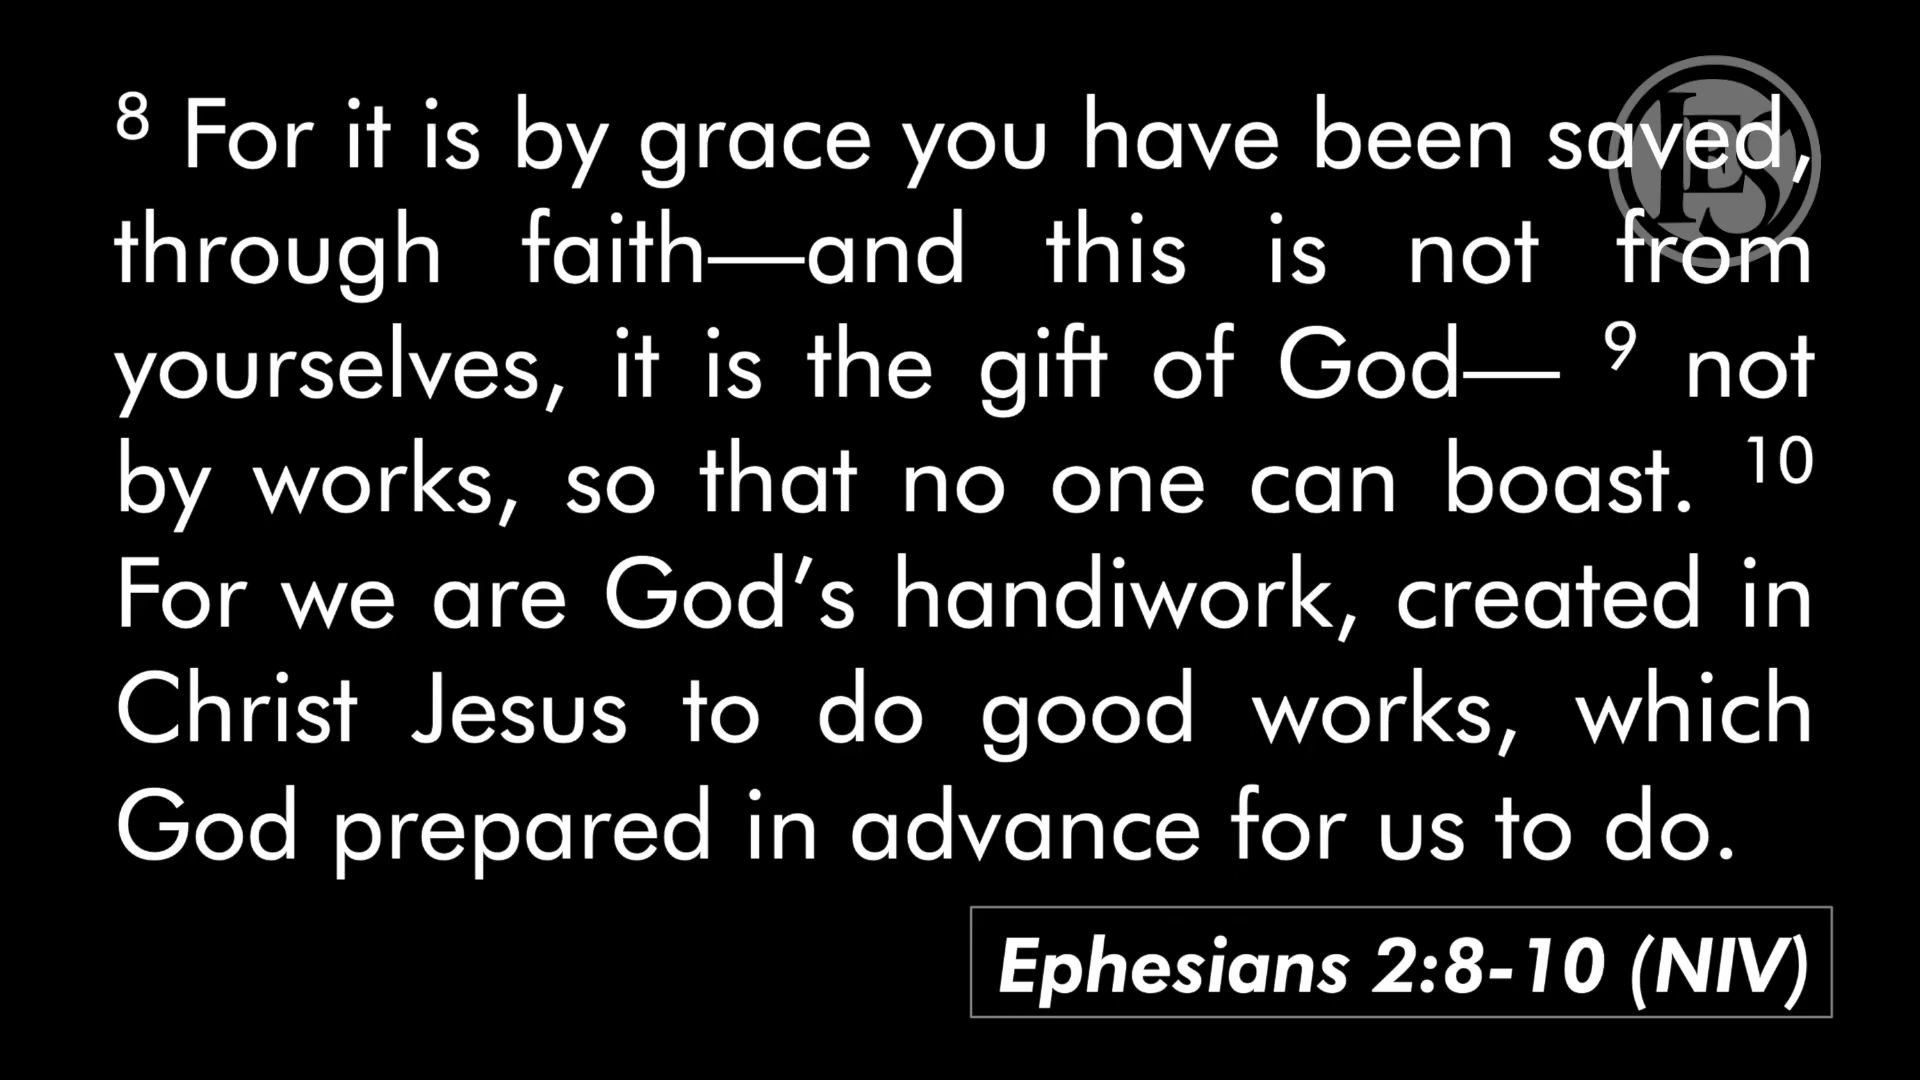 8 For it is by grace you have been saved,
through faith—and this is not from
yourselves, it is the gift of God— 9 not
by works, so that no one can boast. 10
For we are God’s handiwork, created in
Christ Jesus to do good works, which
God prepared in advance for us to do.
Ephesians 2:8-10 (NIV)